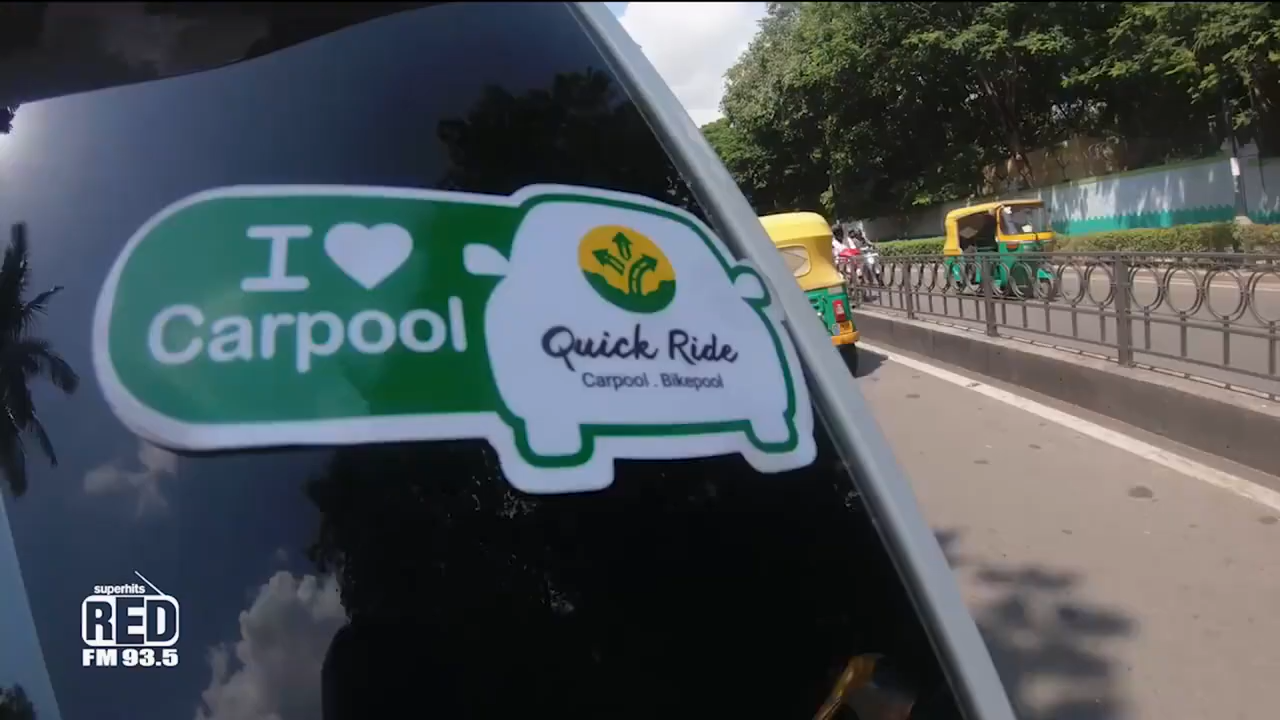 I ♥
Carpool
Quick Ride
Carpool . Bikepool
superhits
RED
FM 93.5